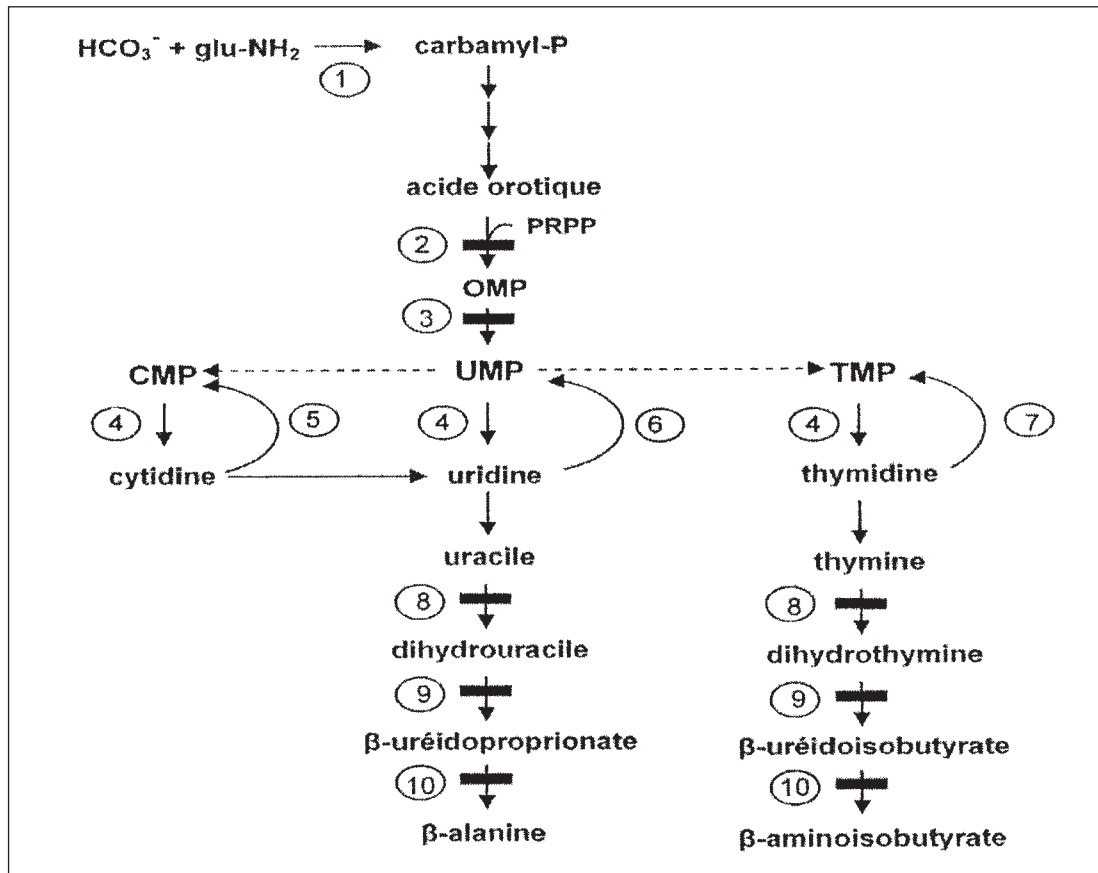 HCO₃⁻ + glu-NH₂ carbamyl-P
1
acide orotique
PRPP
2
OMP
3
CMP UMP TMP
4 5 4 6 4 7
cytidine uridine thymidine
uracile thymine
8 8
dihydrouracile dihydrothymine
9 9
β-uréidoproprionate β-uréidoisobutyrate
10 10
β-alanine β-aminoisobutyrate